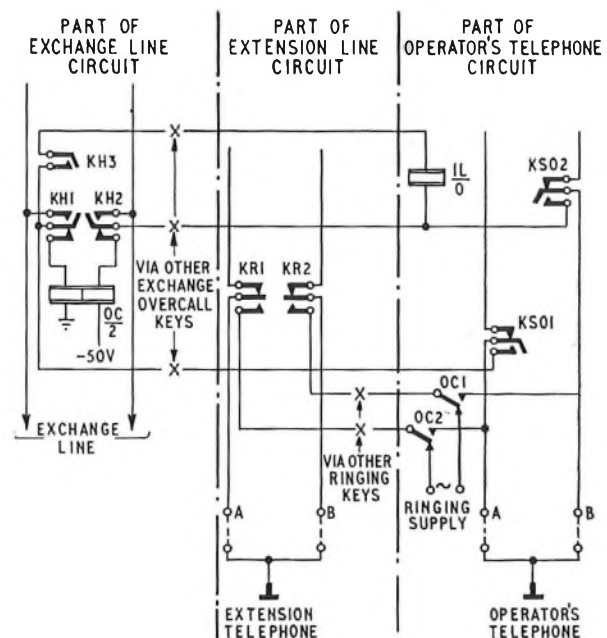 PART OF
EXCHANGE LINE
CIRCUIT
PART OF
EXTENSION LINE
CIRCUIT
PART OF
OPERATOR'S TELEPHONE
CIRCUIT
X
KH3
IL
0
KSO2
KH1
KH2
X
VIA OTHER
EXCHANGE
OVERCALL
KEYS
KR1
KR2
OC
2
-50V
KSO1
X
OC1
X
OC2
X
EXCHANGE
LINE
VIA OTHER
RINGING
KEYS
~
RINGING
SUPPLY
A
B
A
B
EXTENSION
TELEPHONE
OPERATOR'S
TELEPHONE